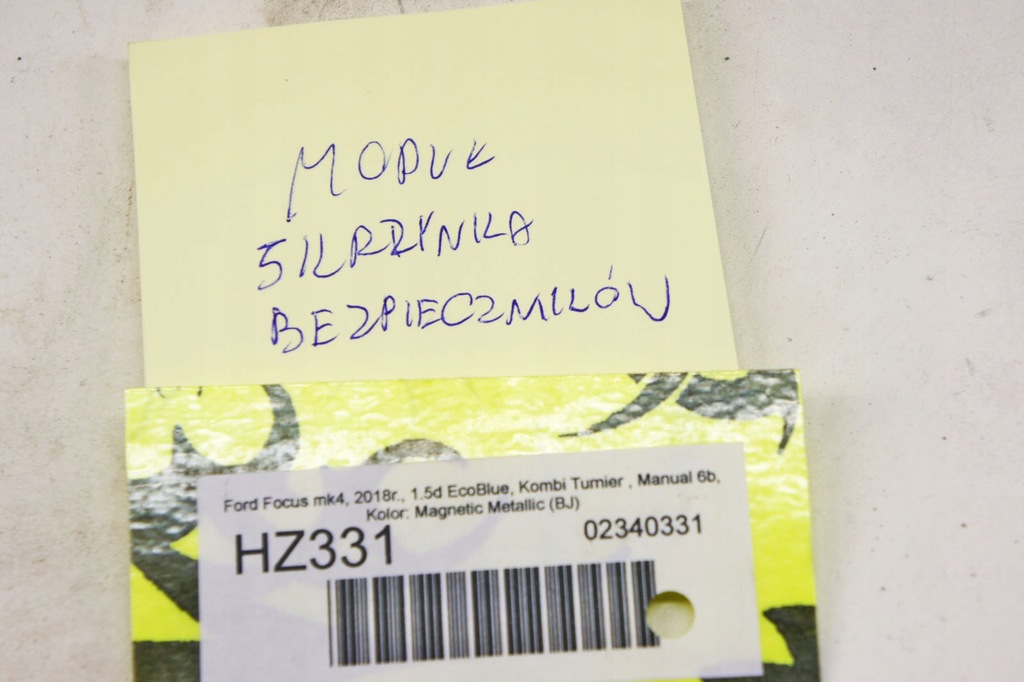 MODUŁ
SKRZYNKA
BEZPIECZNIKÓW
Ford Focus mk4, 2018r., 1.5d EcoBlue, Kombi Turnier , Manual 6b,
Kolor: Magnetic Metallic (BJ)
HZ331
02340331